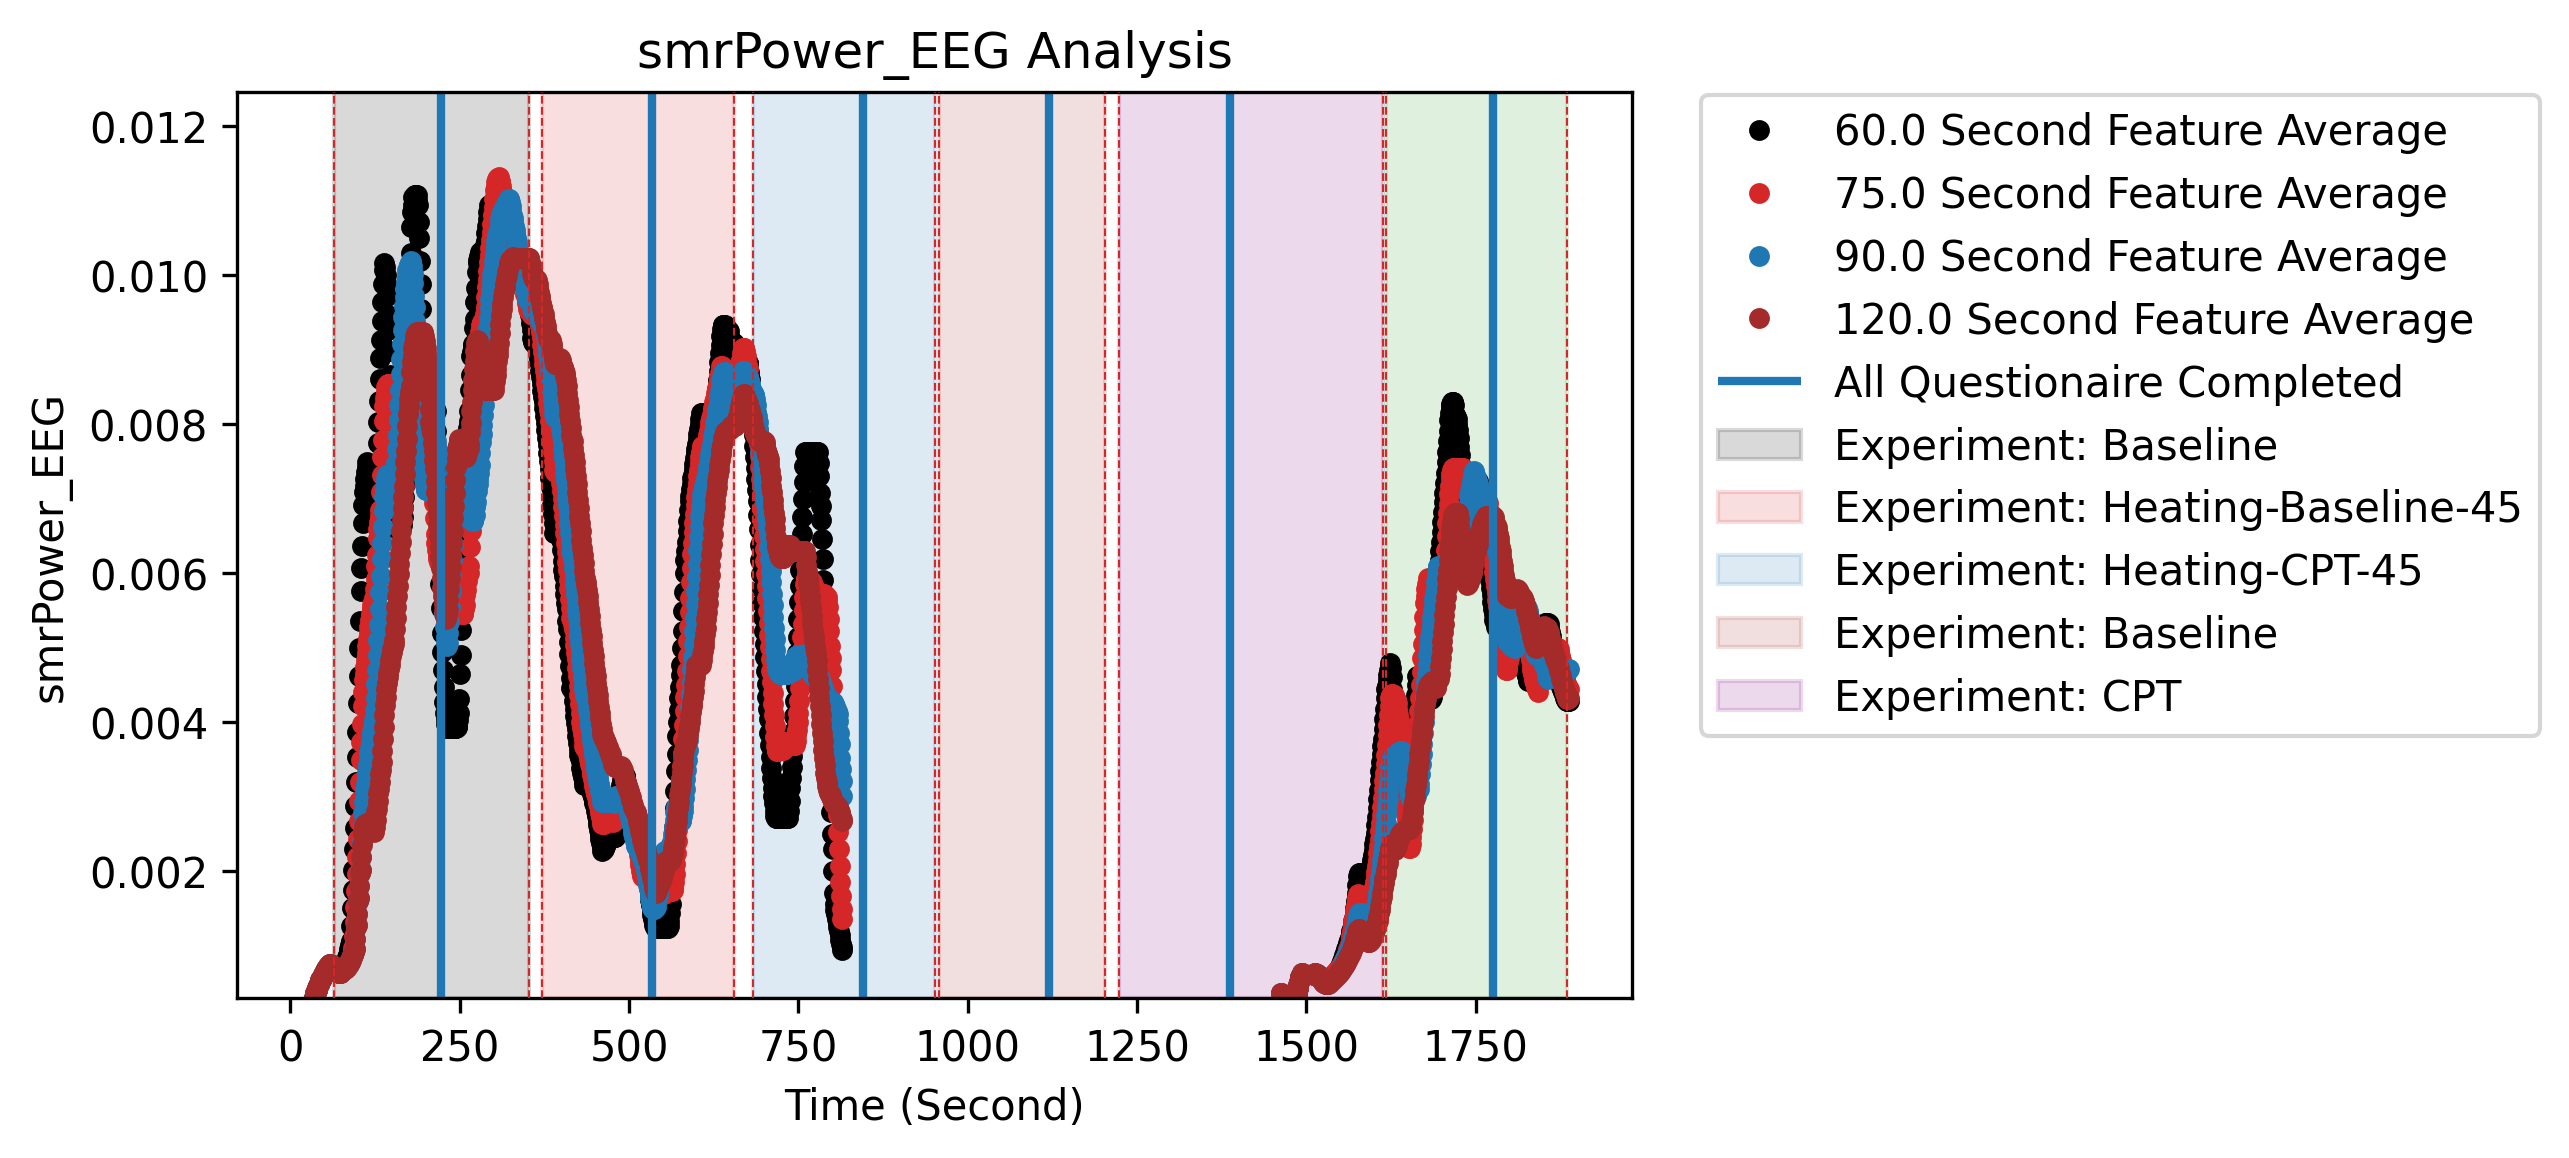 smrPower_EEG Analysis
0.012
0.010
0.008
0.006
0.004
0.002
smrPower_EEG
0
250
500
750
1000
1250
1500
1750
Time (Second)
60.0 Second Feature Average
75.0 Second Feature Average
90.0 Second Feature Average
120.0 Second Feature Average
All Questionaire Completed
Experiment: Baseline
Experiment: Heating-Baseline-45
Experiment: Heating-CPT-45
Experiment: Baseline
Experiment: CPT